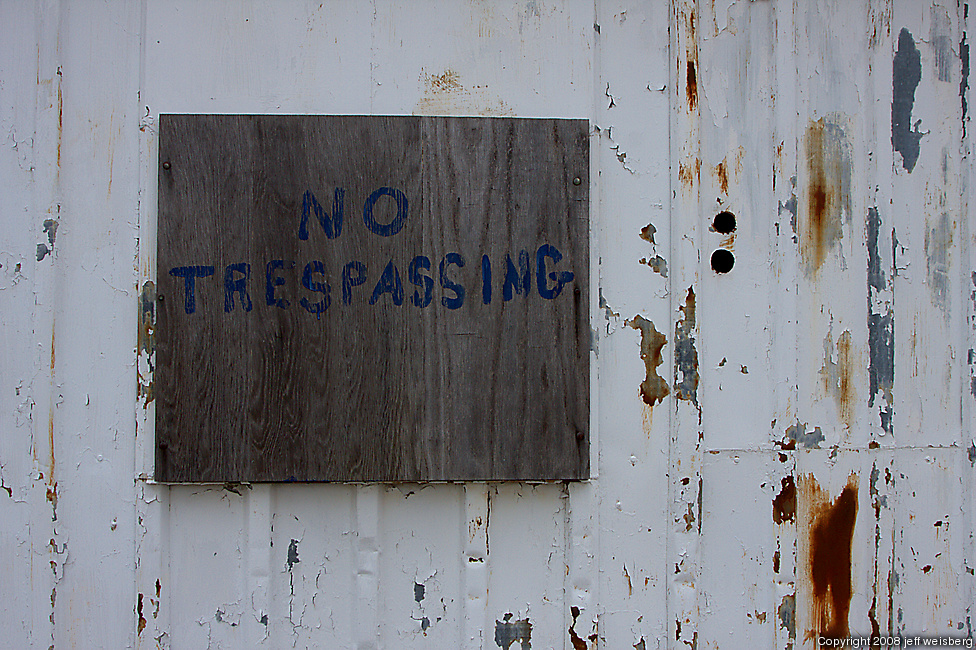 NO
TRESPASSING
Copyright 2008 jeff weisberg